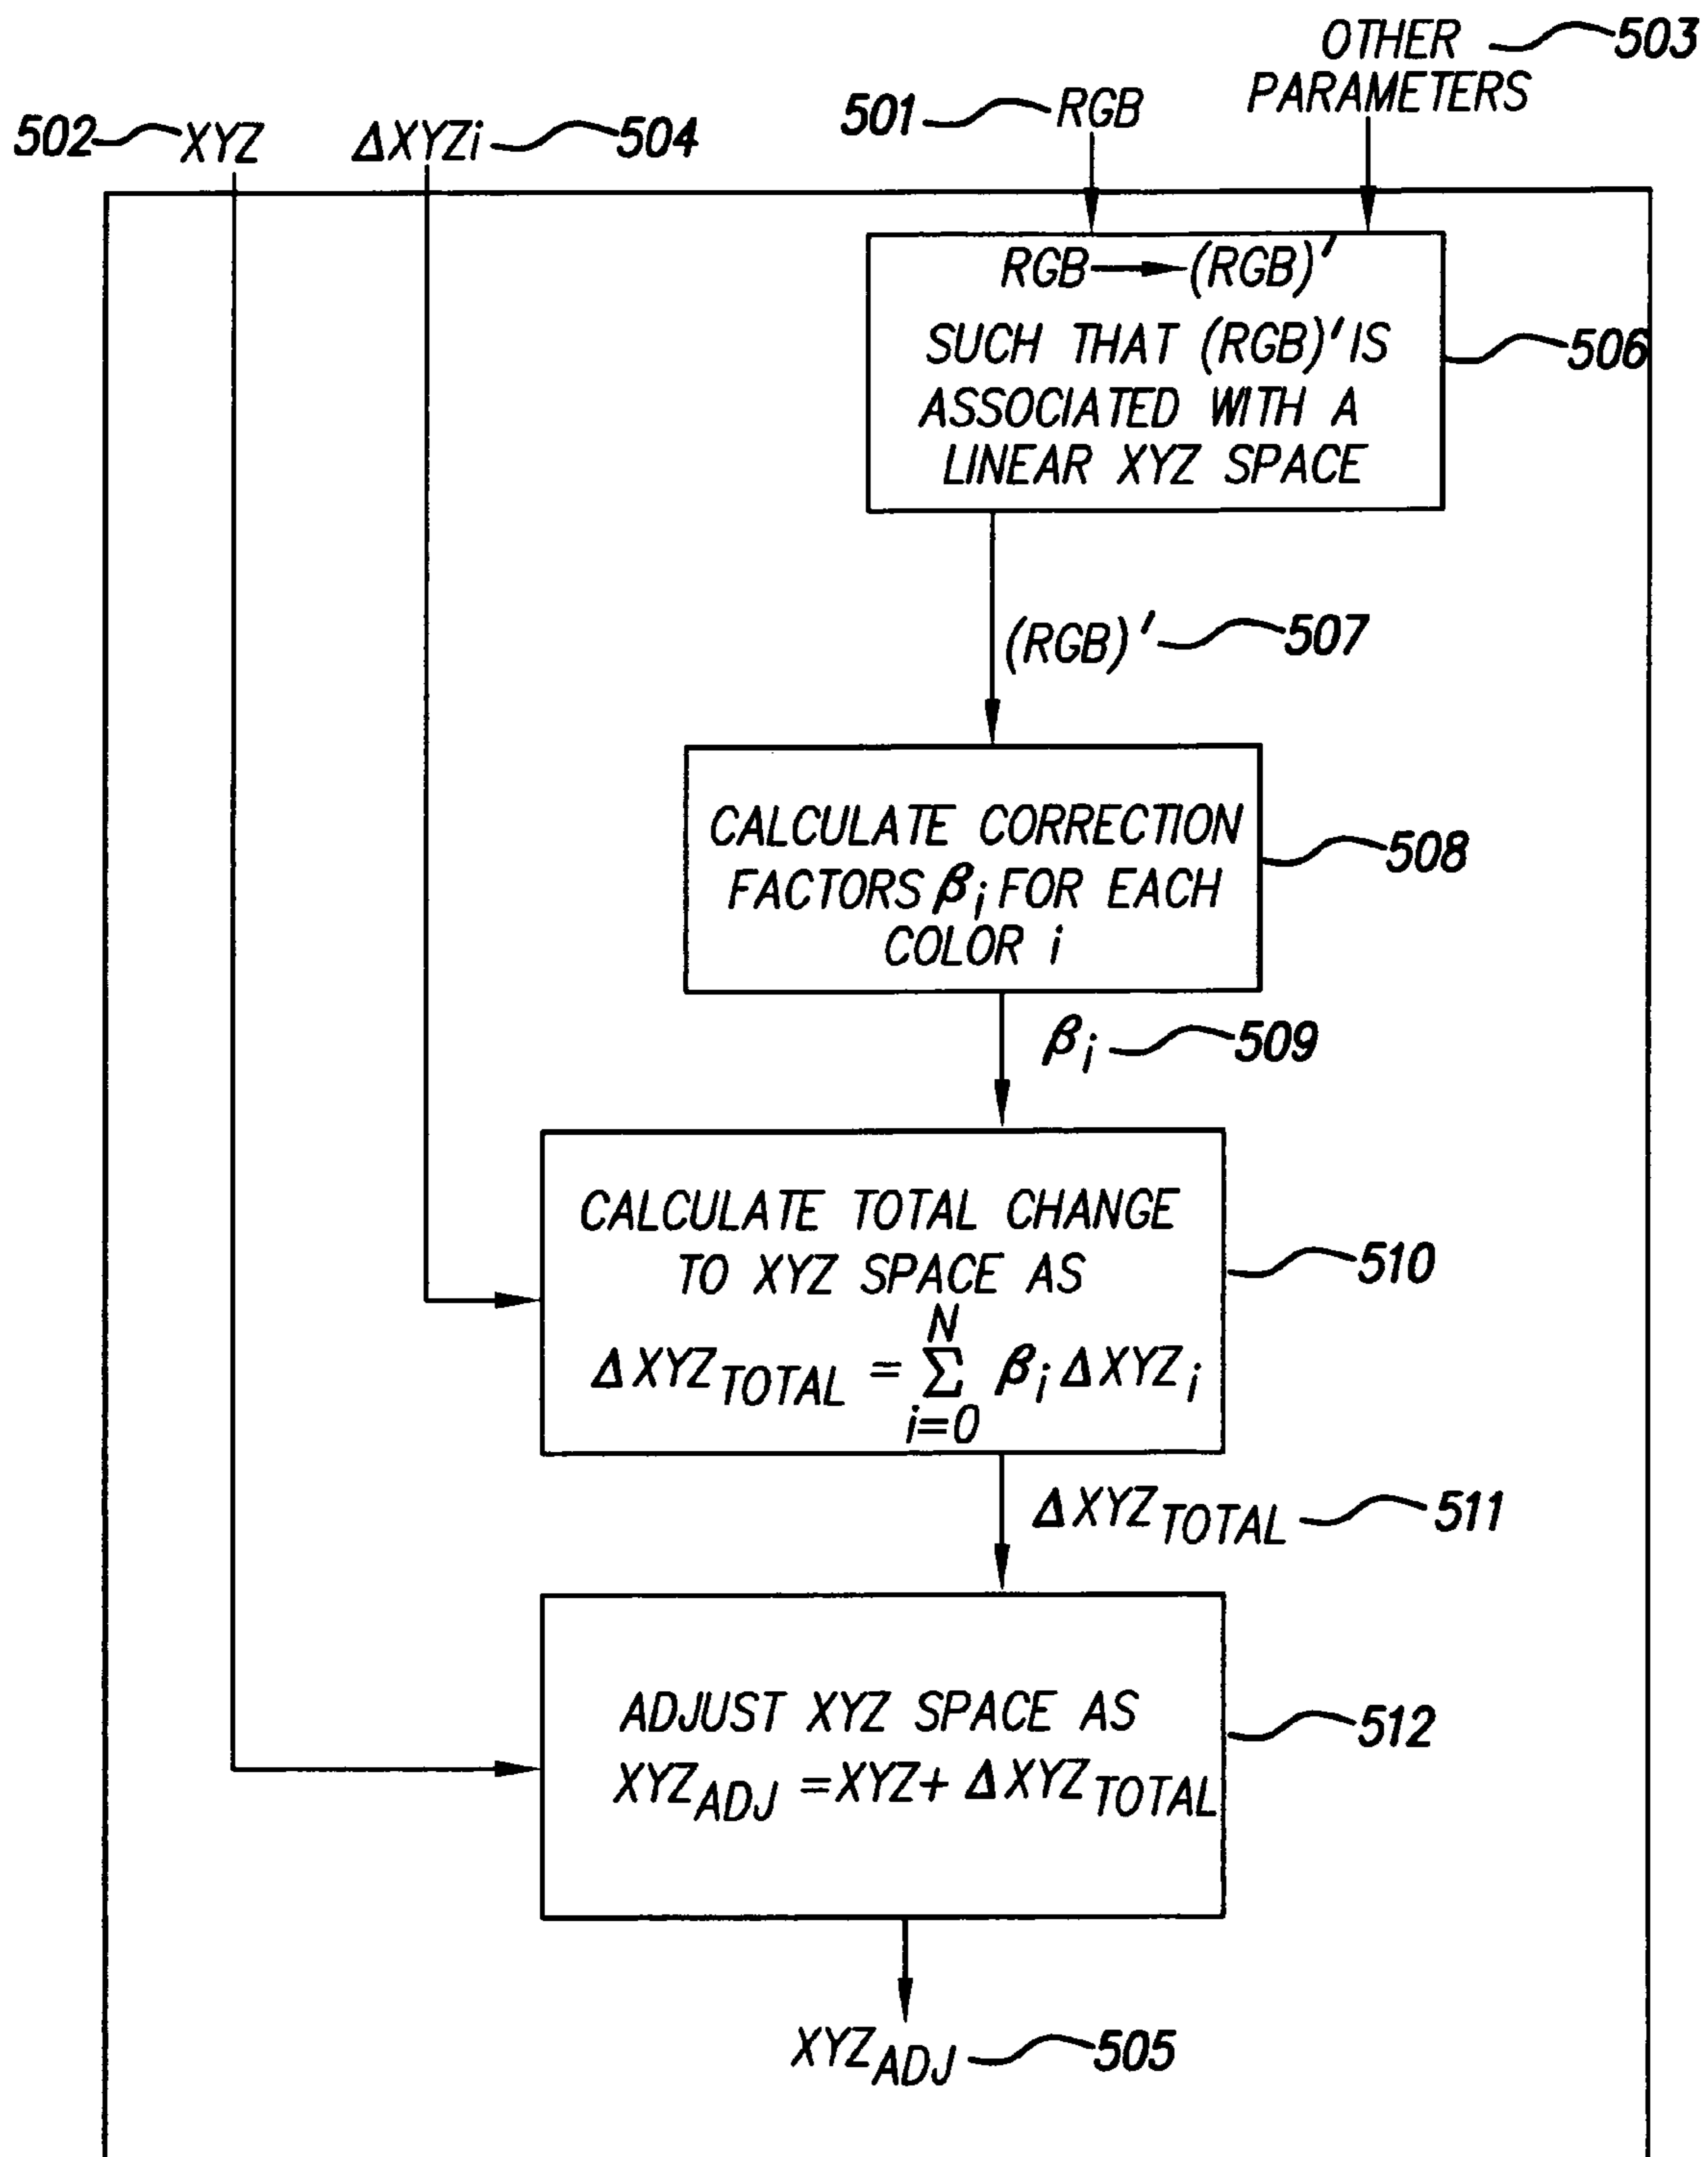 OTHER 503
PARAMETERS
501 RGB
502 XYZ ΔXYZi 504
RGB → (RGB)'
SUCH THAT (RGB)' IS
ASSOCIATED WITH A
LINEAR XYZ SPACE
506
(RGB)' 507
CALCULATE CORRECTION
FACTORS βi FOR EACH
COLOR i
508
βi 509
CALCULATE TOTAL CHANGE
TO XYZ SPACE AS
N
ΔXYZTOTAL = Σ βi ΔXYZi
i=0
510
ΔXYZTOTAL 511
ADJUST XYZ SPACE AS
XYZADJ = XYZ + ΔXYZTOTAL
512
XYZADJ 505